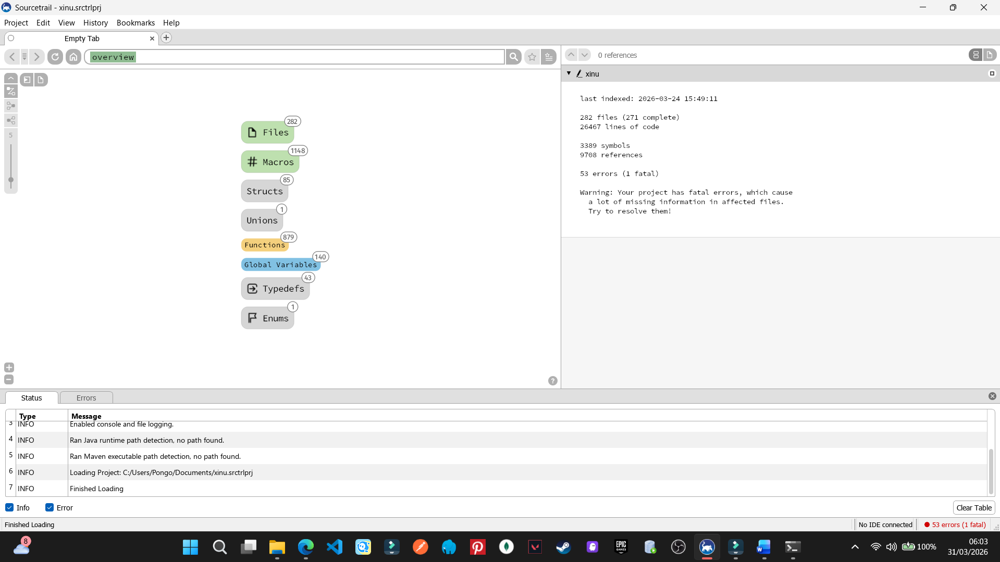 Sourcetrail - xinu.srctrlprj
Project Edit View History Bookmarks Help
Empty Tab
overview
0 references
xinu
5
282
Files
1148
Macros
85
Structs
1
Unions
879
Functions
140
Global Variables
43
Typedefs
1
Enums
last indexed: 2026-03-24 15:49:11
282 files (271 complete)
26467 lines of code
3389 symbols
9708 references
53 errors (1 fatal)
Warning: Your project has fatal errors, which cause
a lot of missing information in affected files.
Try to resolve them!
?
Status Errors
Type Message
3 INFO Enabled console and file logging.
4 INFO Ran Java runtime path detection, no path found.
5 INFO Ran Maven executable path detection, no path found.
6 INFO Loading Project: C:/Users/Pongo/Documents/xinu.srctrlprj
7 INFO Finished Loading
Info Error Clear Table
Finished Loading No IDE connected 53 errors (1 fatal)
8
EPIC
GAMES
W
100%
06:03
31/03/2026